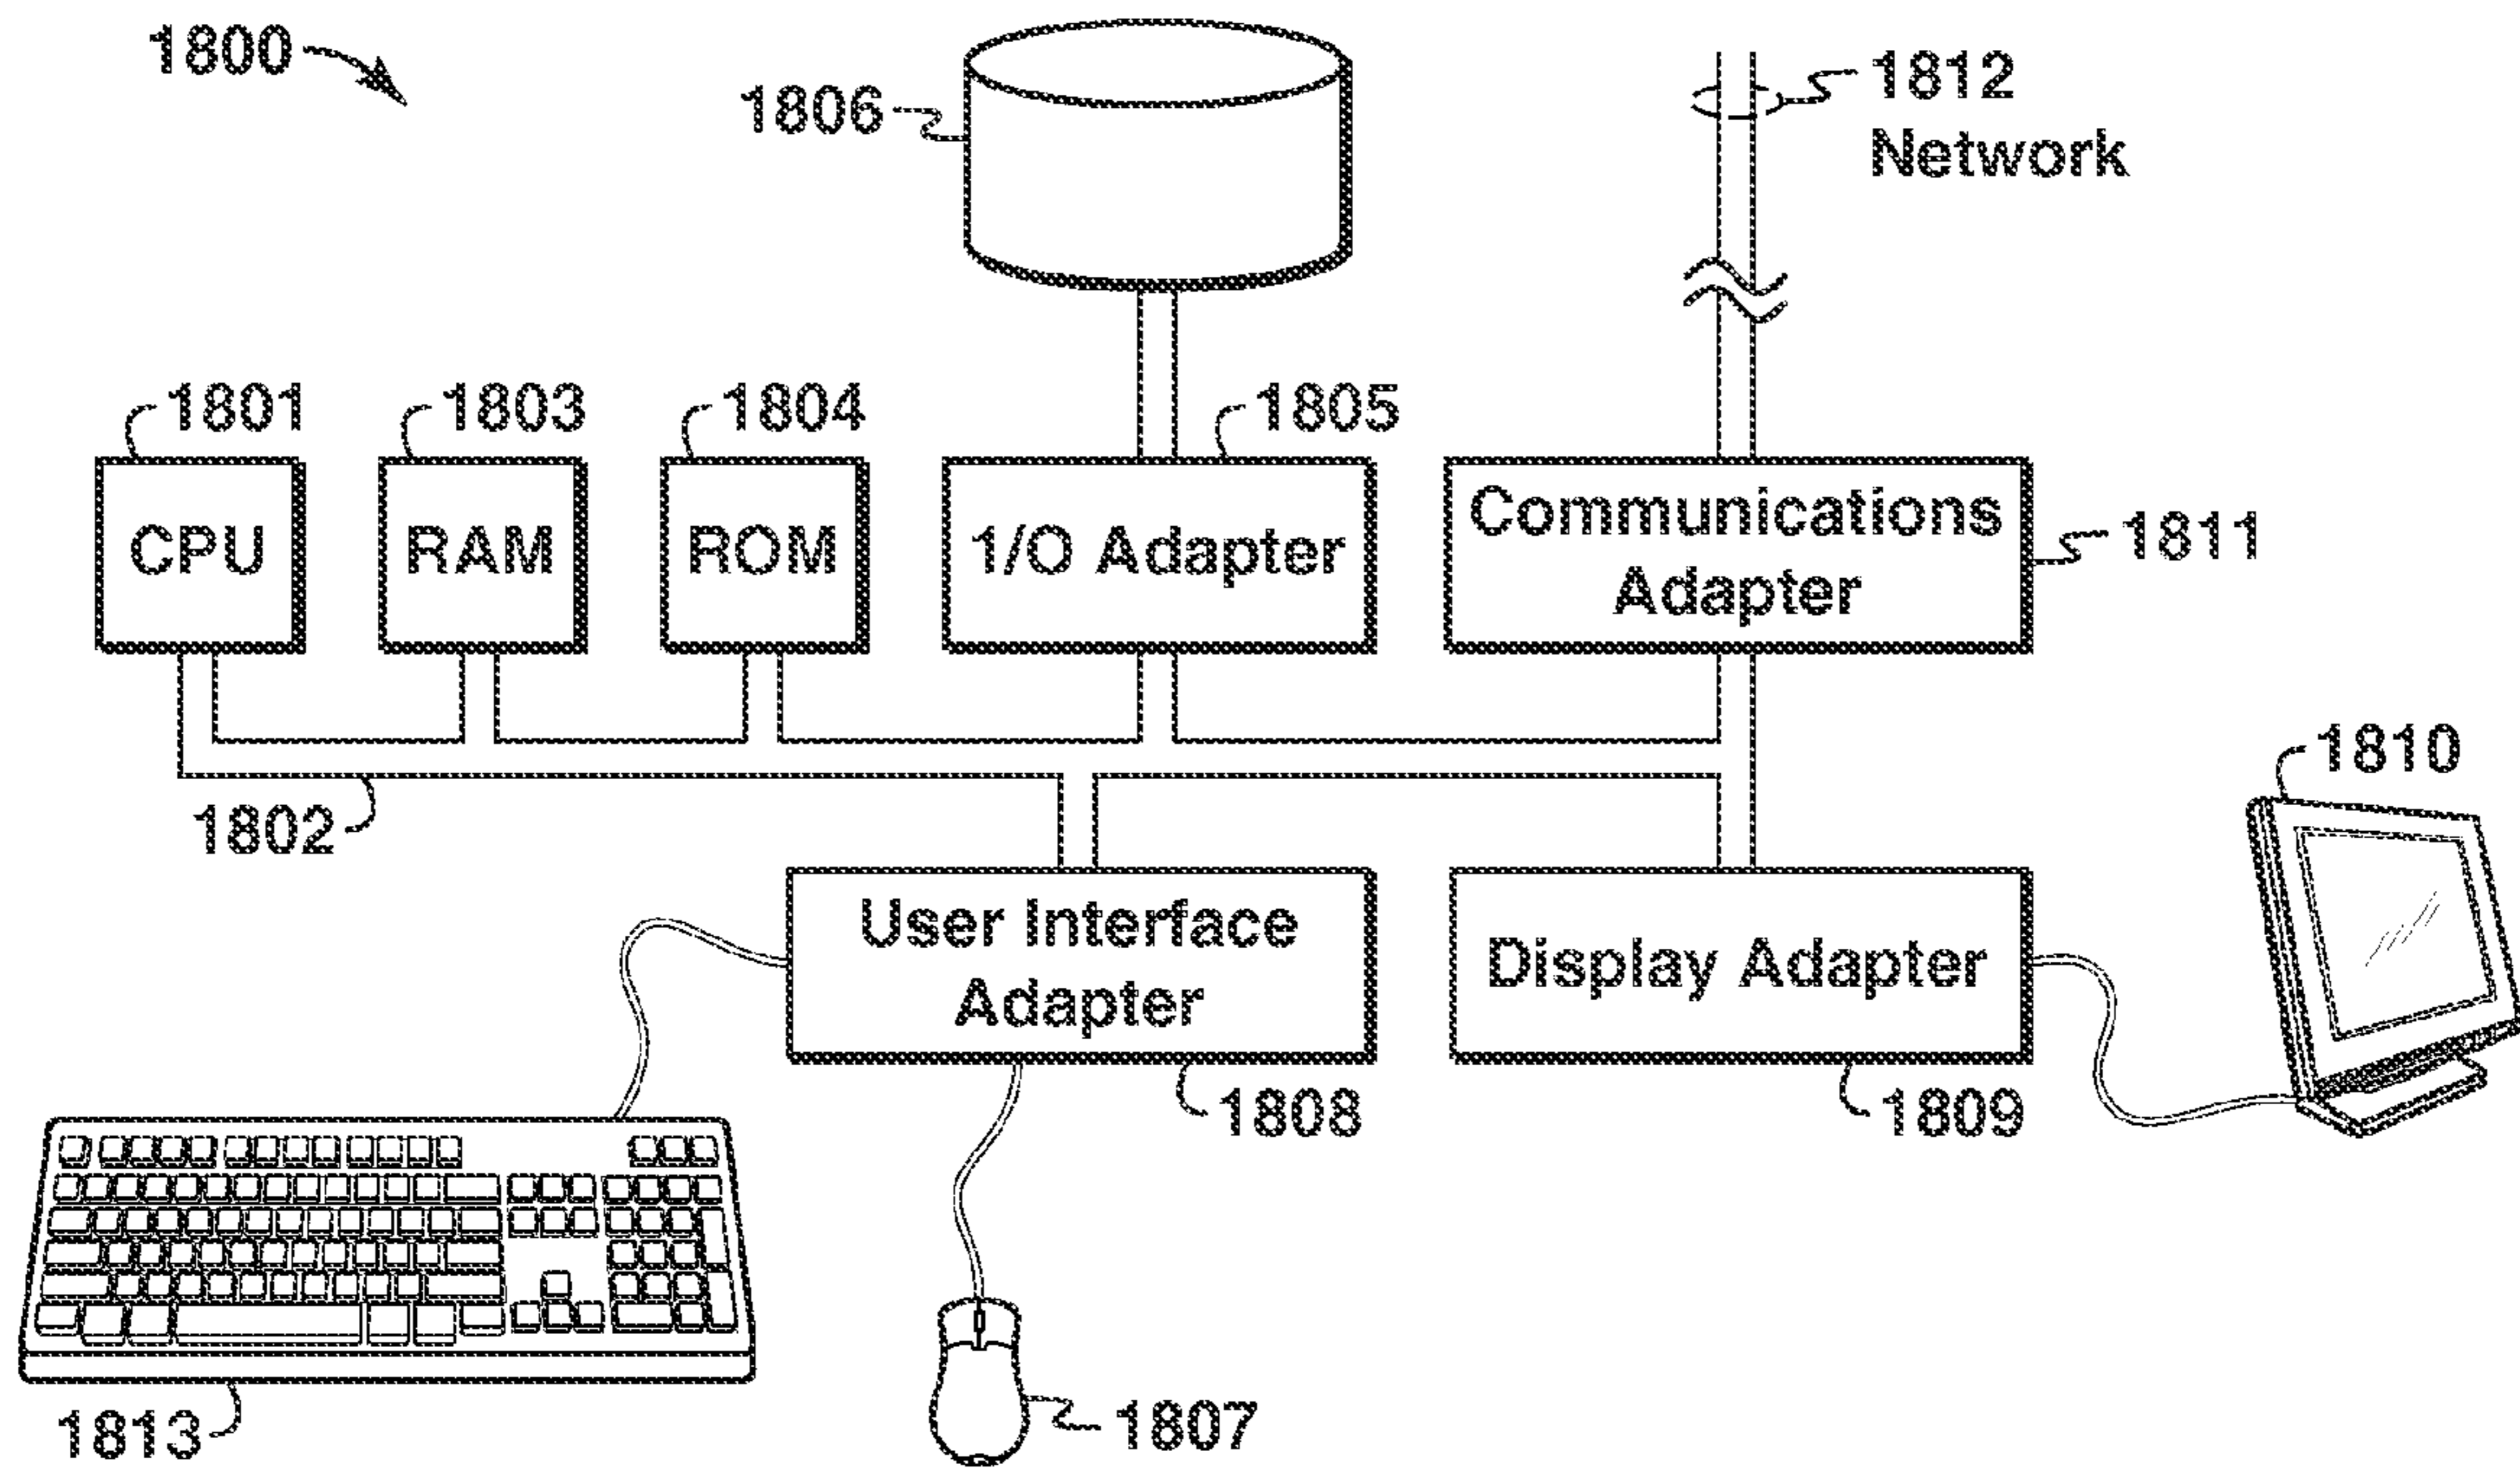 1800
1806
1812
Network
1801
1803
1804
1805
CPU
RAM
ROM
1/O Adapter
Communications
Adapter
1811
1802
1810
User Interface
Adapter
Display Adapter
1808
1809
1813
1807